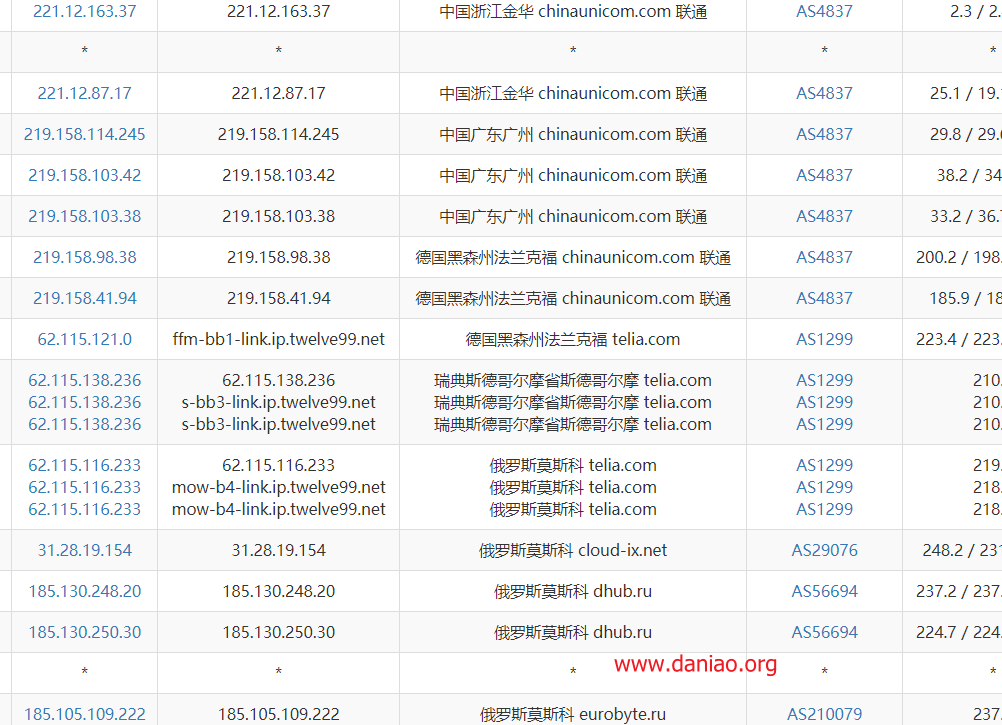 221.12.163.37 221.12.163.37 中国浙江金华 chinaunicom.com 联通 AS4837 2.3 / 2.
* * * * *
221.12.87.17 221.12.87.17 中国浙江金华 chinaunicom.com 联通 AS4837 25.1 / 19.
219.158.114.245 219.158.114.245 中国广东广州 chinaunicom.com 联通 AS4837 29.8 / 29.
219.158.103.42 219.158.103.42 中国广东广州 chinaunicom.com 联通 AS4837 38.2 / 34
219.158.103.38 219.158.103.38 中国广东广州 chinaunicom.com 联通 AS4837 33.2 / 36.
219.158.98.38 219.158.98.38 德国黑森州法兰克福 chinaunicom.com 联通 AS4837 200.2 / 198.
219.158.41.94 219.158.41.94 德国黑森州法兰克福 chinaunicom.com 联通 AS4837 185.9 / 18
62.115.121.0 ffm-bb1-link.ip.twelve99.net 德国黑森州法兰克福 telia.com AS1299 223.4 / 223.
62.115.138.236 62.115.138.236 瑞典斯德哥尔摩省斯德哥尔摩 telia.com AS1299 210.
62.115.138.236 s-bb3-link.ip.twelve99.net 瑞典斯德哥尔摩省斯德哥尔摩 telia.com AS1299 210.
62.115.138.236 s-bb3-link.ip.twelve99.net 瑞典斯德哥尔摩省斯德哥尔摩 telia.com AS1299 210.
62.115.116.233 62.115.116.233 俄罗斯莫斯科 telia.com AS1299 219.
62.115.116.233 mow-b4-link.ip.twelve99.net 俄罗斯莫斯科 telia.com AS1299 218.
62.115.116.233 mow-b4-link.ip.twelve99.net 俄罗斯莫斯科 telia.com AS1299 218.
31.28.19.154 31.28.19.154 俄罗斯莫斯科 cloud-ix.net AS29076 248.2 / 231
185.130.248.20 185.130.248.20 俄罗斯莫斯科 dhub.ru AS56694 237.2 / 237.
185.130.250.30 185.130.250.30 俄罗斯莫斯科 dhub.ru AS56694 224.7 / 224.
* * * * *
www.daniao.org
185.105.109.222 185.105.109.222 俄罗斯莫斯科 eurobyte.ru AS210079 237.